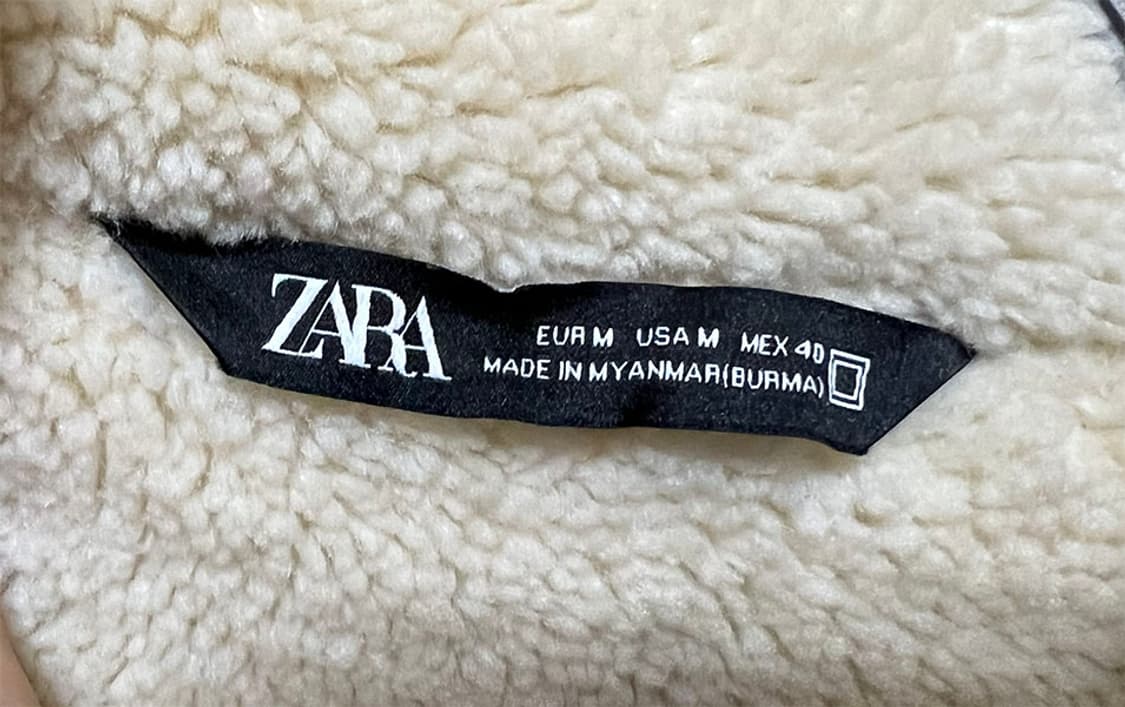 ZARA
EUR M USA M MEX 40
MADE IN MYANMAR(BURMA)